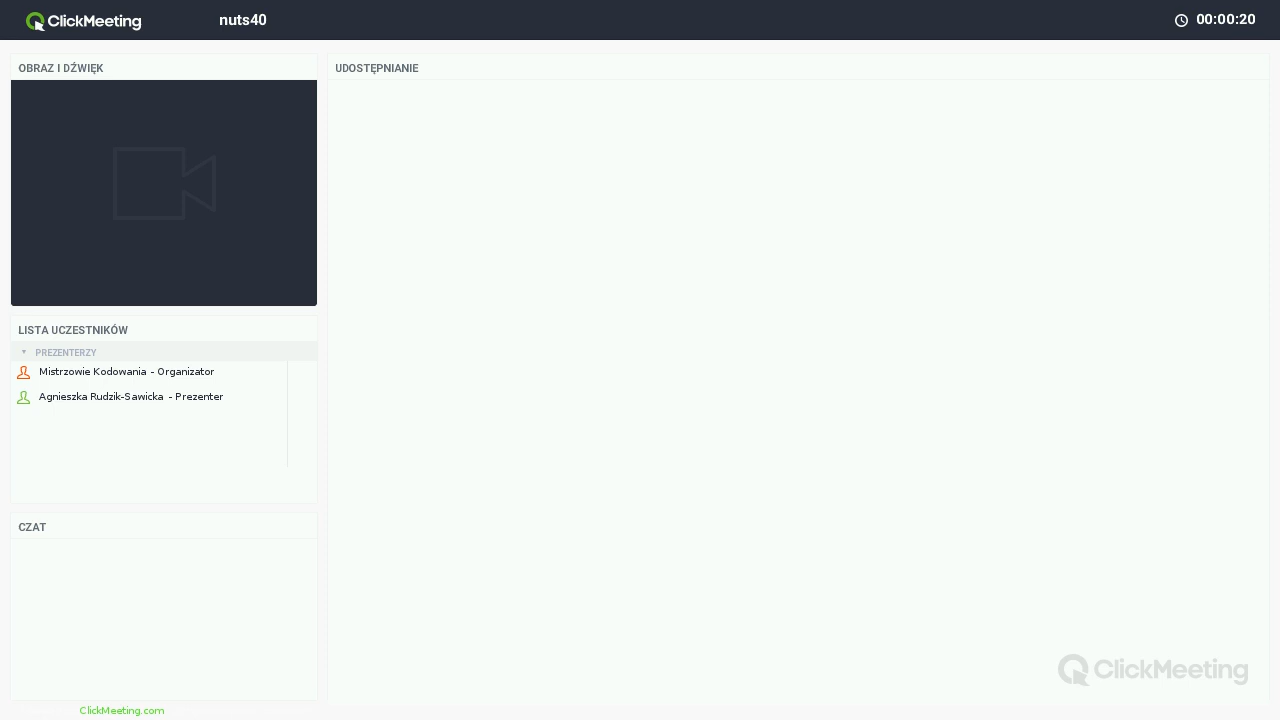 ClickMeeting
nuts40
00:00:20
OBRAZ I DŹWIĘK
UDOSTĘPNIANIE
LISTA UCZESTNIKÓW
PREZENTERZY
Mistrzowie Kodowania - Organizator
Agnieszka Rudzik-Sawicka - Prezenter
CZAT
ClickMeeting
ClickMeeting.com